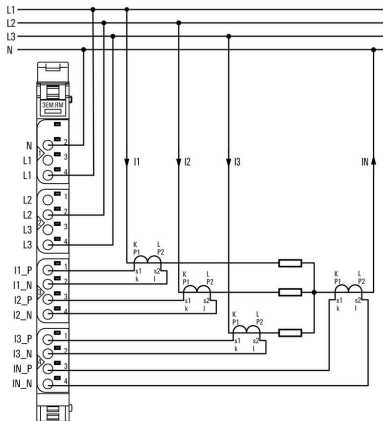 L1
L2
L3
N
3EM.RM
N 2
L1 3
L1 4
I1 I2 I3 IN
L2 1
L2 2
L3 3
L3 4
K L
P1 P2
I1_P 1
s1 s2
I1_N 2
k l
K L
P1 P2
I2_P 3
s1 s2
I2_N 4
k l
K L
P1 P2
s1 s2
k l
K L
P1 P2
I3_P 1
s1 s2
I3_N 2
k l
IN_P 3
IN_N 4